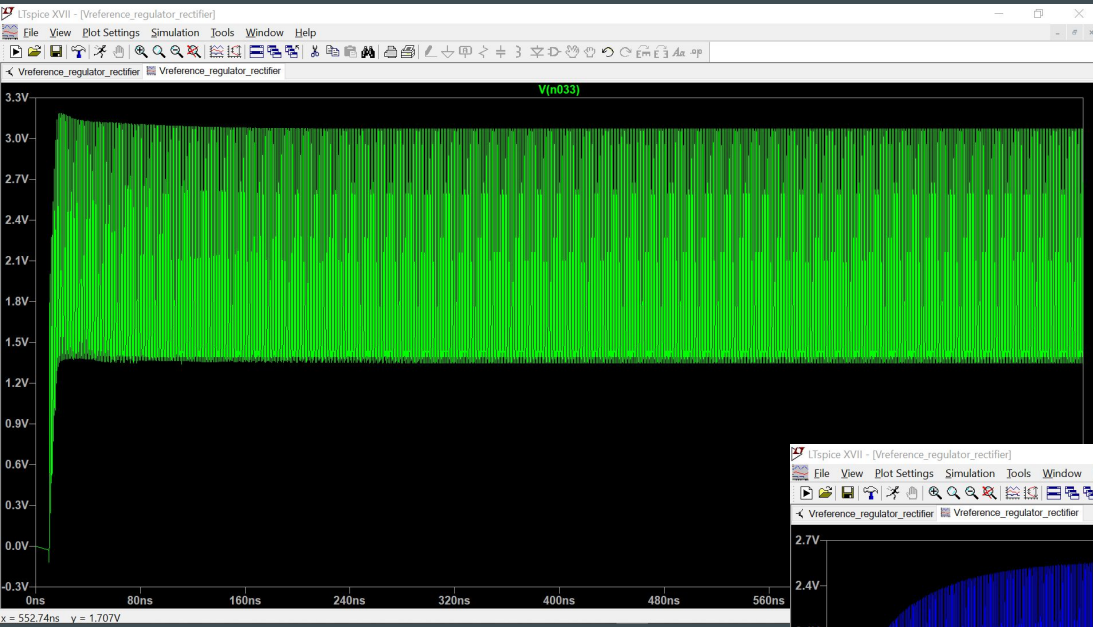 LTspice XVII - [Vreference_regulator_rectifier]
File View Plot Settings Simulation Tools Window Help
Vreference_regulator_rectifier Vreference_regulator_rectifier
V(n033)
3.3V
3.0V
2.7V
2.4V
2.1V
1.8V
1.5V
1.2V
0.9V
0.6V
0.3V
0.0V
-0.3V
0ns 80ns 160ns 240ns 320ns 400ns 480ns 560ns
x = 552.74ns y = 1.707V
LTspice XVII - [Vreference_regulator_rectifier]
File View Plot Settings Simulation Tools Window
Vreference_regulator_rectifier Vreference_regulator_rectifier
2.7V
2.4V